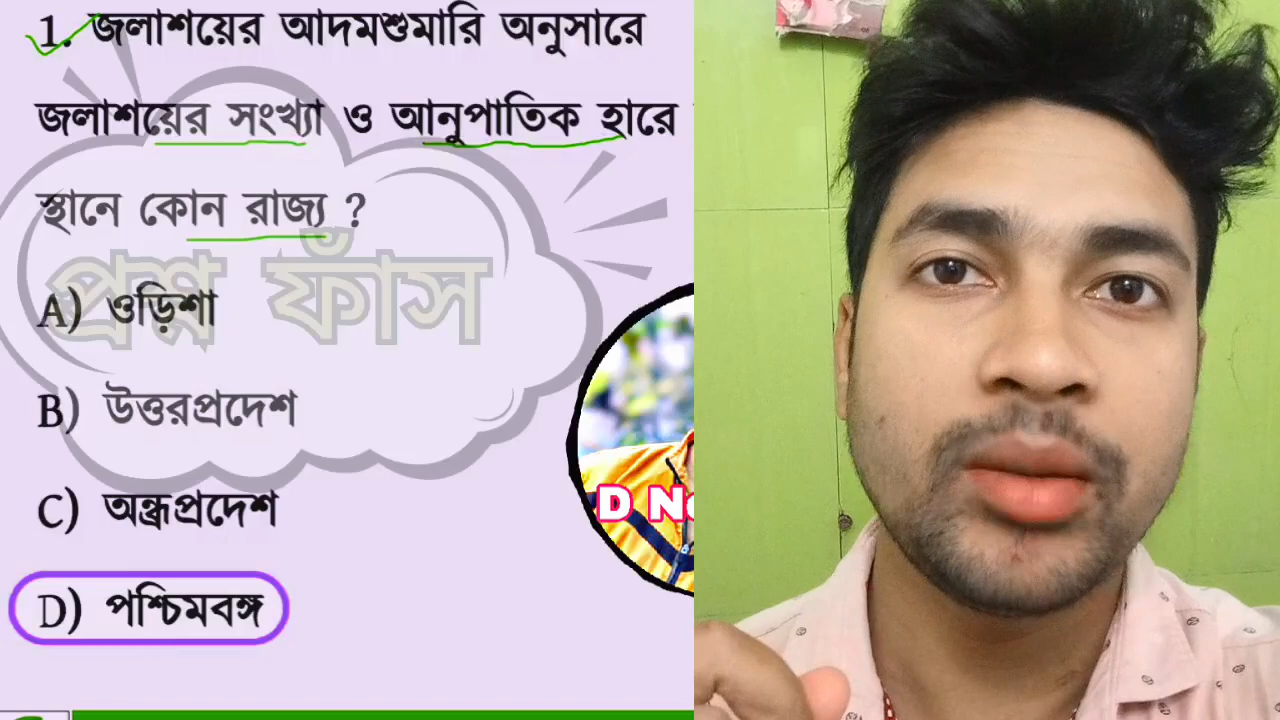 1. জলাশয়ের আদমশুমারি অনুসারে
জলাশয়ের সংখ্যা ও আনুপাতিক হারে
স্থানে কোন রাজ্য ?
প্রশ্ন ফাঁস
A) ওড়িশা
B) উত্তরপ্রদেশ
C) অন্ধ্রপ্রদেশ
D) পশ্চিমবঙ্গ
D